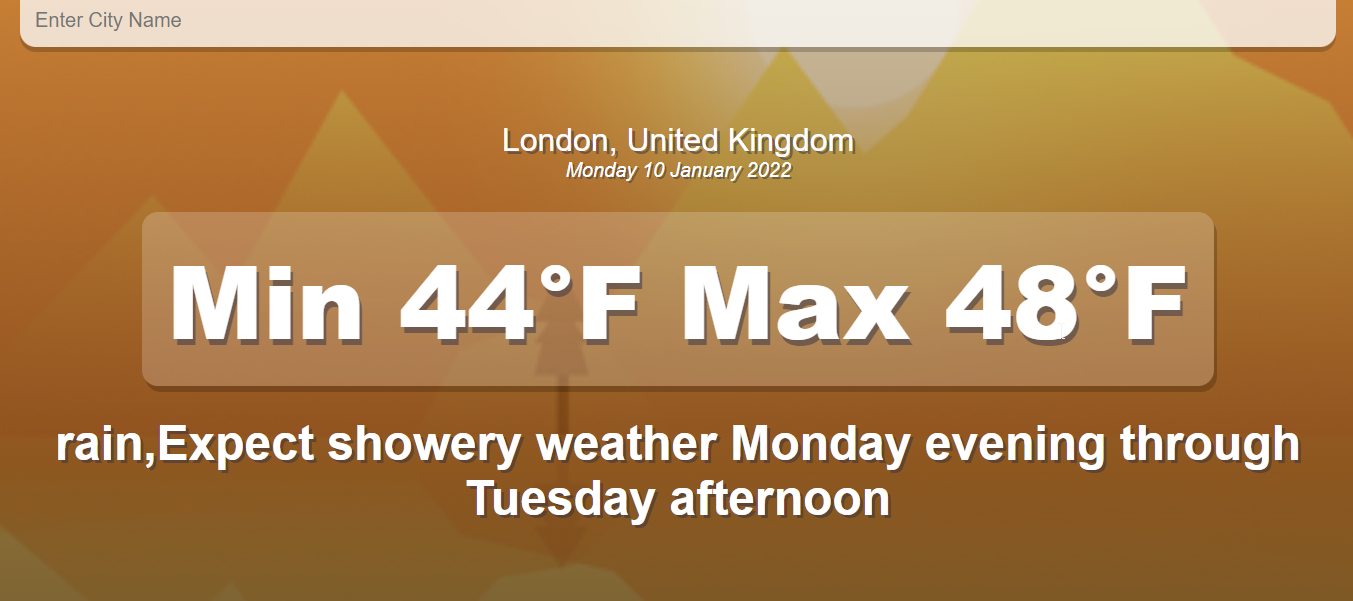 Enter City Name
London, United Kingdom
Monday 10 January 2022
Min 44°F Max 48°F
rain,Expect showery weather Monday evening through
Tuesday afternoon